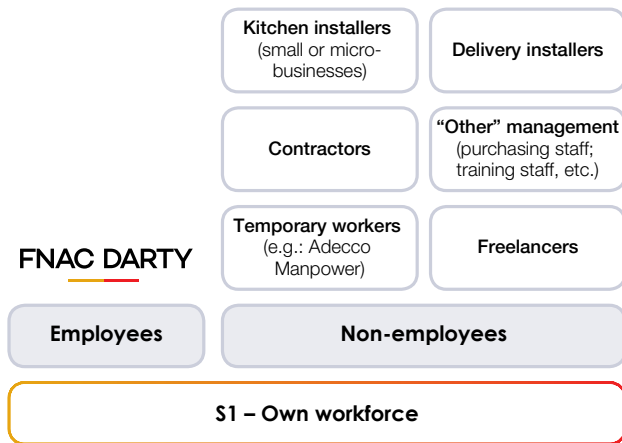 Kitchen installers
(small or micro-
businesses)
Delivery installers
Contractors
“Other” management
(purchasing staff;
training staff, etc.)
Temporary workers
(e.g.: Adecco
Manpower)
Freelancers
FNAC DARTY
Employees
Non-employees
S1 – Own workforce